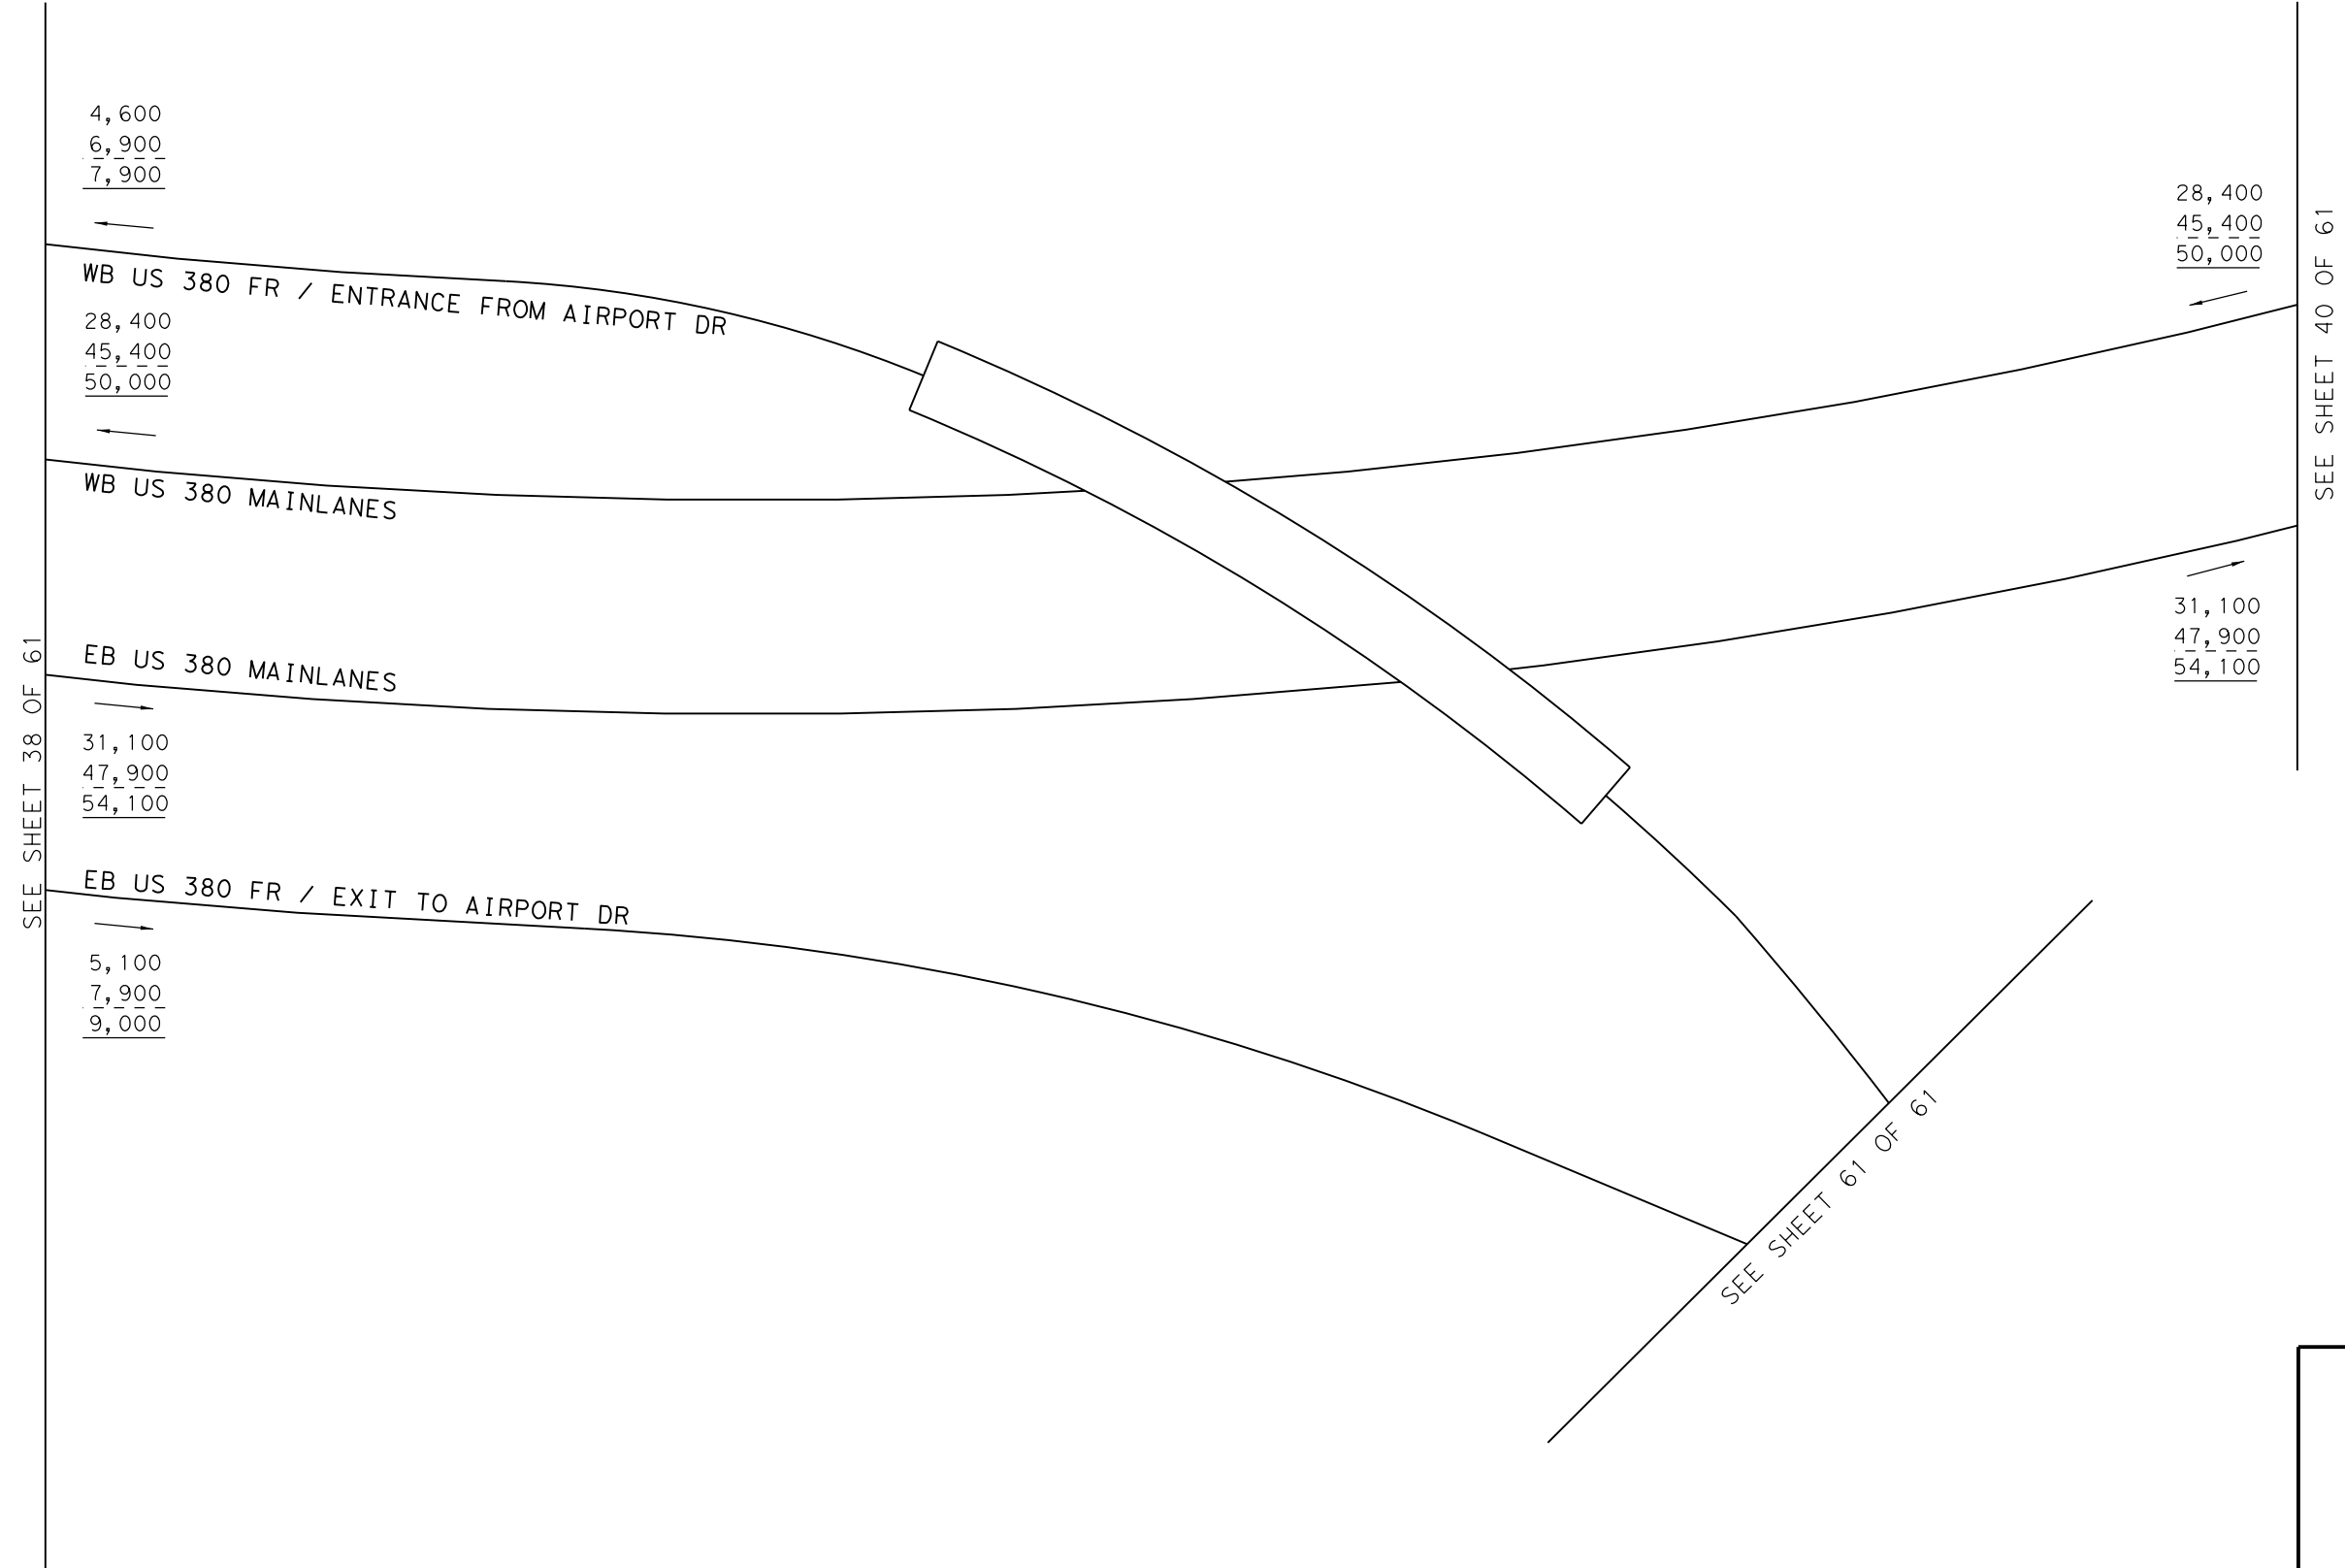 4,600
6,900
7,900
WB US 380 FR / ENTRANCE FROM AIRPORT DR
28,400
45,400
50,000
WB US 380 MAINLANES
28,400
45,400
50,000
SEE SHEET 40 OF 61
SEE SHEET 38 OF 61
EB US 380 MAINLANES
31,100
47,900
54,100
31,100
47,900
54,100
EB US 380 FR / EXIT TO AIRPORT DR
5,100
7,900
9,000
SEE SHEET 61 OF 61